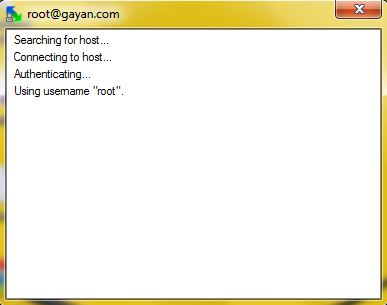 root@gayan.com
Searching for host...
Connecting to host...
Authenticating...
Using username "root".